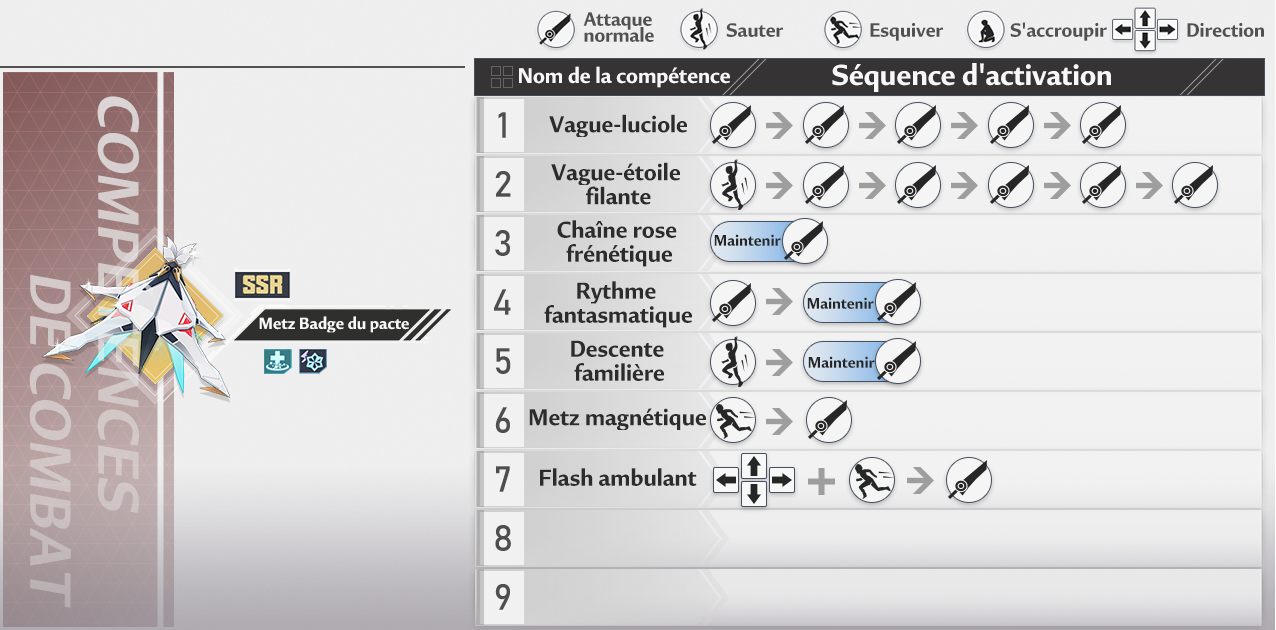 Attaque
normale
Sauter
Esquiver
S'accroupir
Direction
COMPÉTENCES
DE COMBAT
SSR
Metz Badge du pacte
Nom de la compétence
Séquence d'activation
1 Vague-luciole
2 Vague-étoile
filante
3 Chaîne rose
frénétique
Maintenir
4 Rythme
fantasmatique
Maintenir
5 Descente
familière
Maintenir
6 Metz magnétique
7 Flash ambulant
8
9